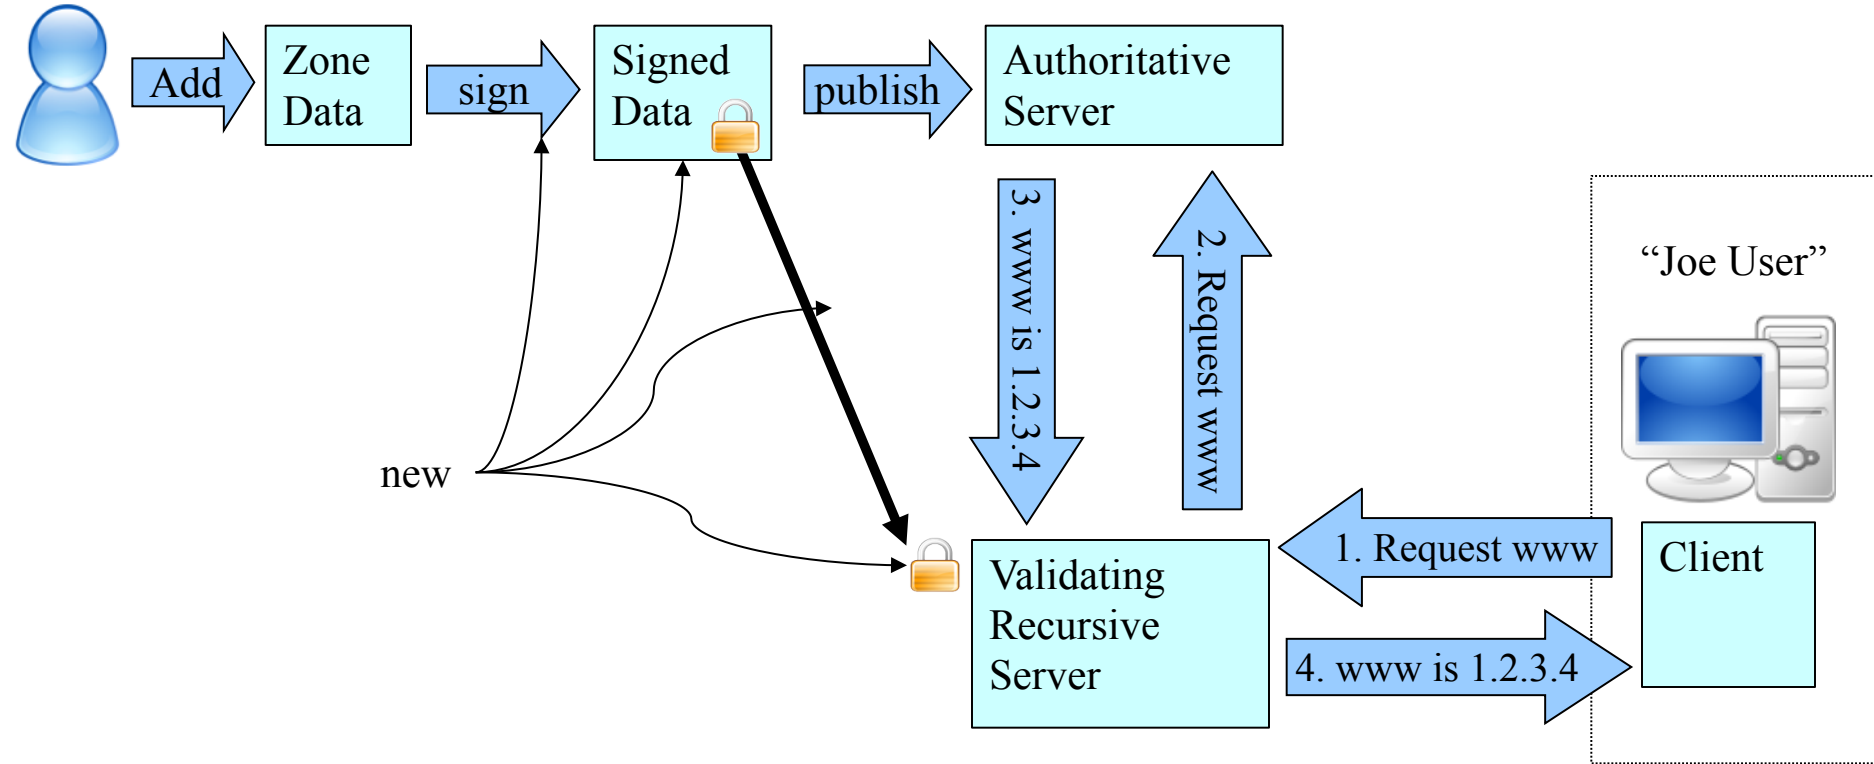 Add
Zone
Data
sign
Signed
Data
publish
Authoritative
Server
3. www is 1.2.3.4
2. Request www
“Joe User”
new
1. Request www
Client
Validating
Recursive
Server
4. www is 1.2.3.4